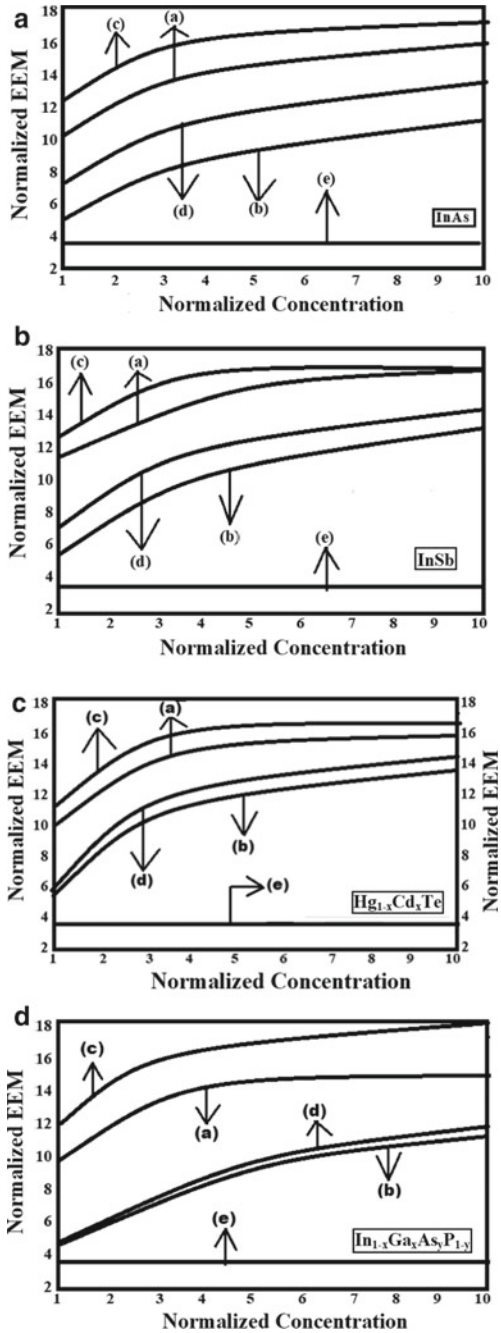 a
18
16
14
12
10
8
6
4
2
Normalized EEM
(c)
(a)
(d)
(b)
(e)
InAs
1 2 3 4 5 6 7 8 9 10
Normalized Concentration
b
18
16
14
12
10
8
6
4
2
Normalized EEM
(c)
(a)
(d)
(b)
(e)
InSb
1 2 3 4 5 6 7 8 9 10
Normalized Concentration
c
18
16
14
12
10
8
6
4
2
Normalized EEM
(c)
(a)
(d)
(b)
(e)
Hg1-xCdxTe
18
16
14
12
10
8
6
4
2
Normalized EEM
1 2 3 4 5 6 7 8 9 10
Normalized Concentration
d
18
16
14
12
10
8
6
4
2
Normalized EEM
(c)
(a)
(d)
(b)
(e)
In1-xGaxAsyP1-y
1 2 3 4 5 6 7 8 9 10
Normalized Concentration